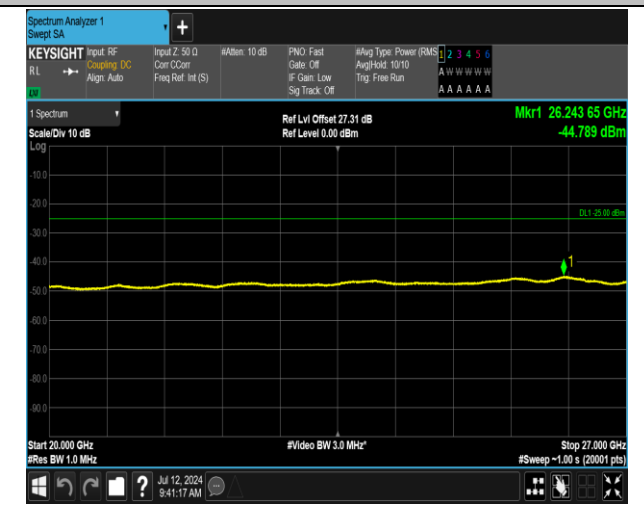 Spectrum Analyzer 1
Swept SA
+
KEYSIGHT Input: RF Input Z: 50 Ω #Atten: 10 dB PNO: Fast #Avg Type: Power (RMS 1 2 3 4 5 6
RL Coupling: DC Corr CCorr Gate: Off Avg|Hold: 10/10 A W W W W W
Align: Auto Freq Ref: Int (S) IF Gain: Low Trig: Free Run
Sig Track: Off A A A A A A
1 Spectrum Ref Lvl Offset 27.31 dB Mkr1 26.243 65 GHz
Scale/Div 10 dB Ref Level 0.00 dBm -44.789 dBm
Log
-10.0
-20.0
DL1 -25.00 dBm
-30.0
-40.0
1
-50.0
-60.0
-70.0
-80.0
-90.0
Start 20.000 GHz #Video BW 3.0 MHz* Stop 27.000 GHz
#Res BW 1.0 MHz #Sweep ~1.00 s (20001 pts)
? Jul 12, 2024
9:41:17 AM